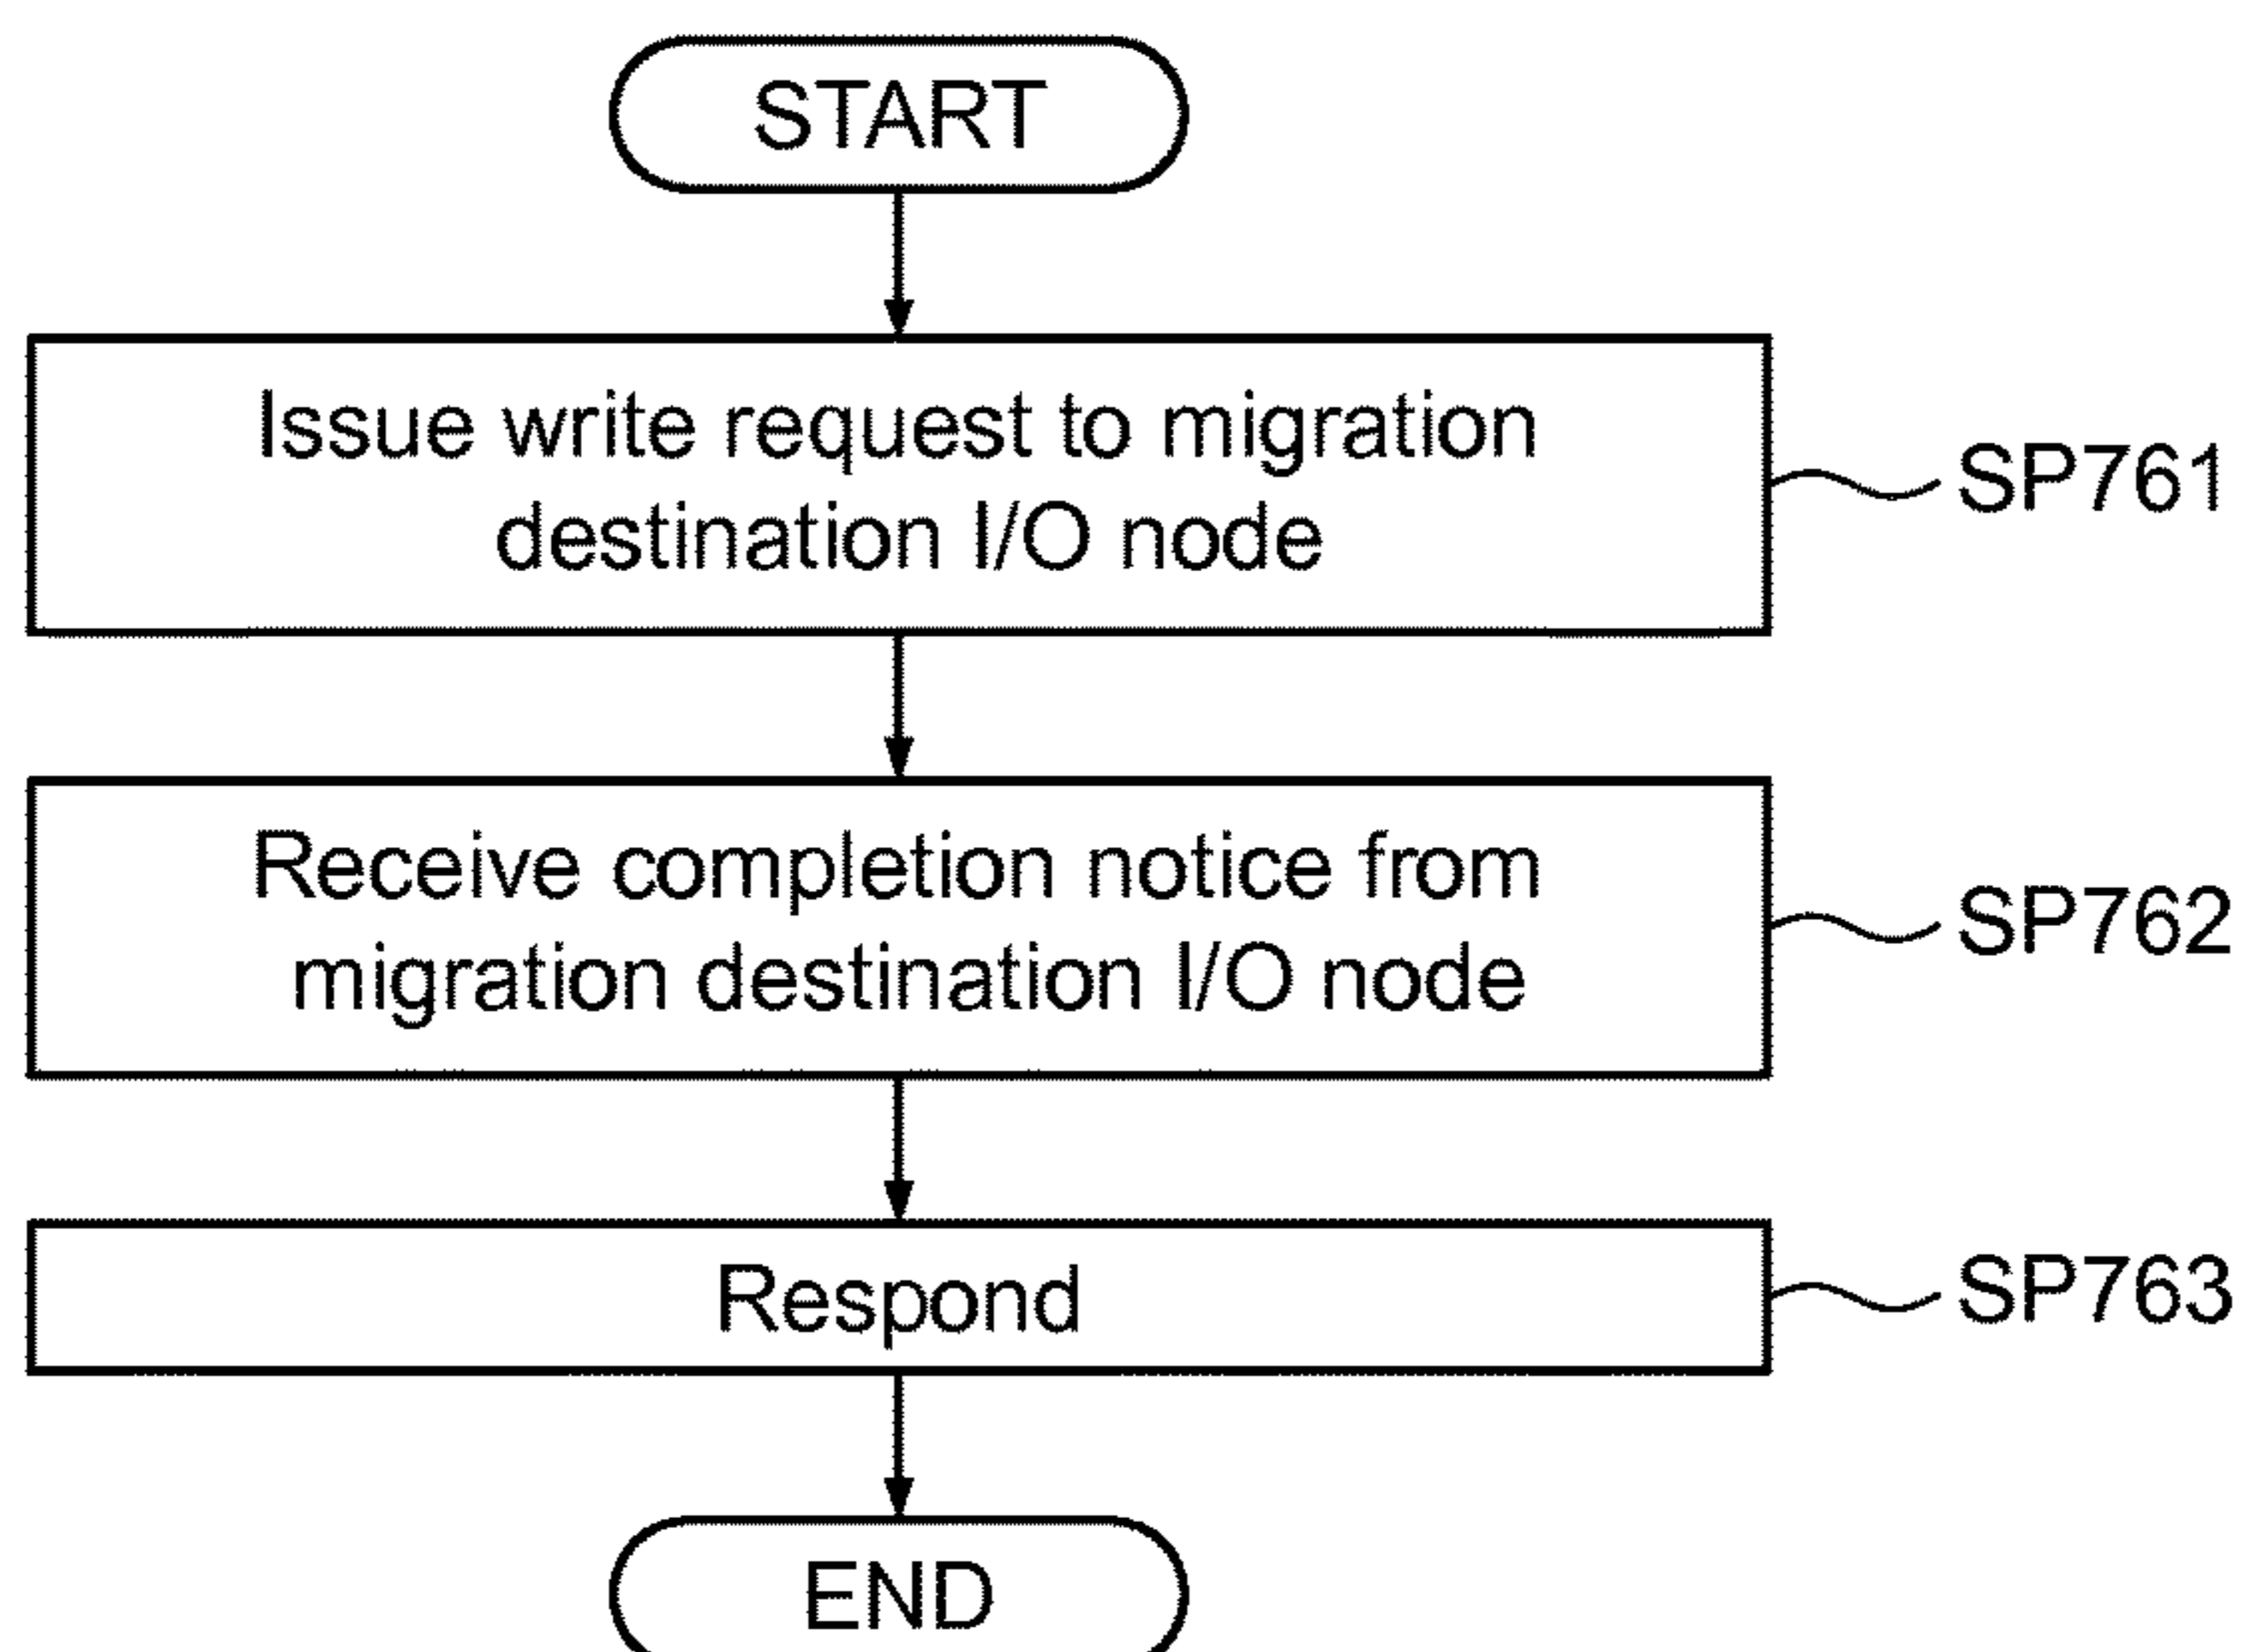 START
Issue write request to migration
destination I/O node
SP761
Receive completion notice from
migration destination I/O node
SP762
Respond
SP763
END